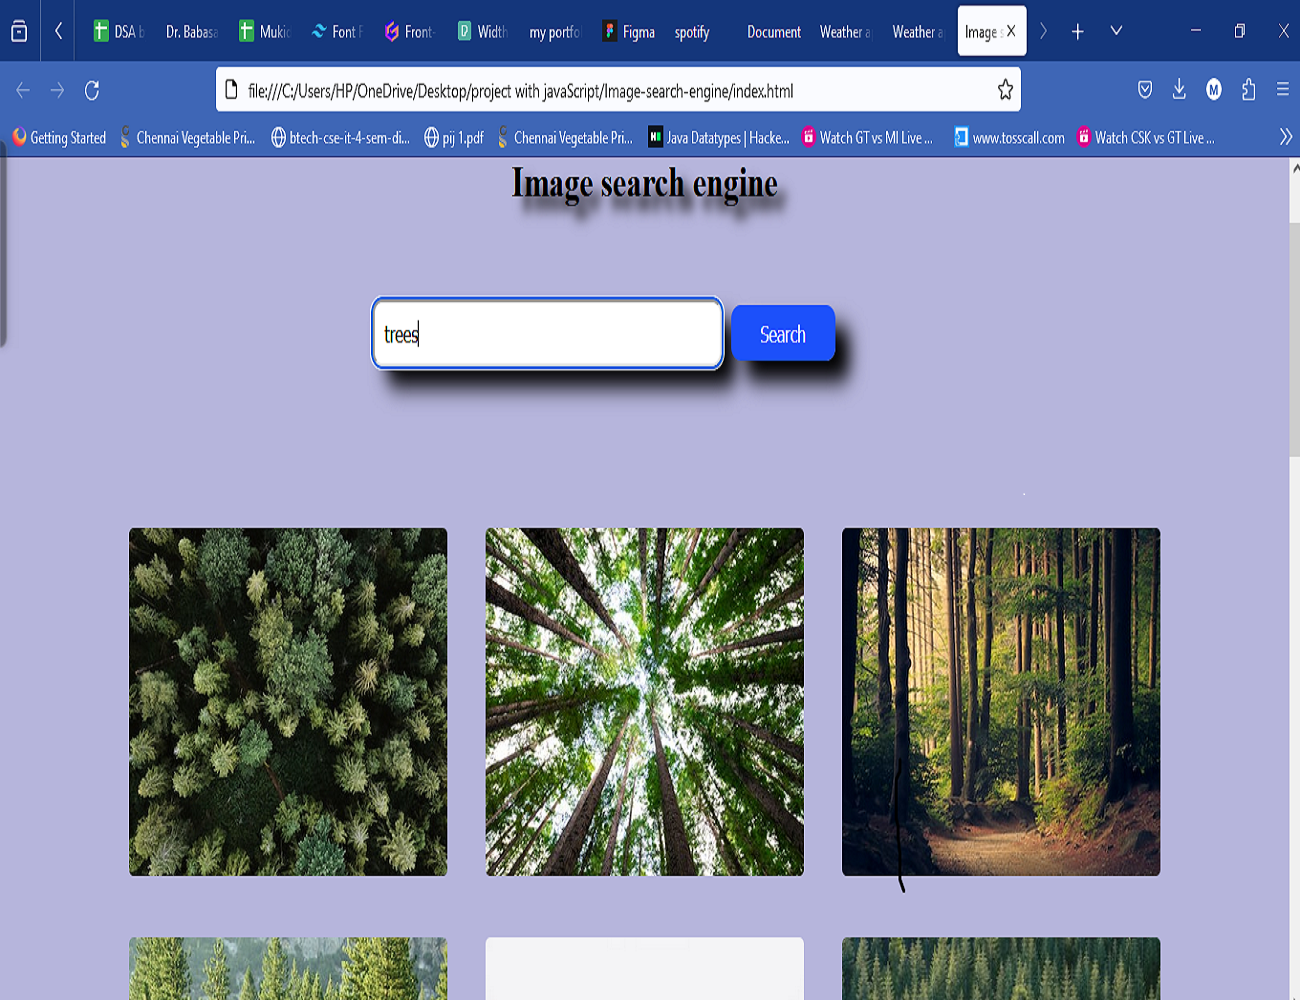 DSA b Dr. Babasa Mukio Font F Front- Width my portfo Figma spotify Document Weather a Weather a Image s
file:///C:/Users/HP/OneDrive/Desktop/project with javaScript/Image-search-engine/index.html M
Getting Started Chennai Vegetable Pri... btech-cse-it-4-sem-di... pij 1.pdf Chennai Vegetable Pri... Java Datatypes | Hacke... Watch GT vs MI Live ... www.tosscall.com Watch CSK vs GT Live ...
Image search engine
trees Search